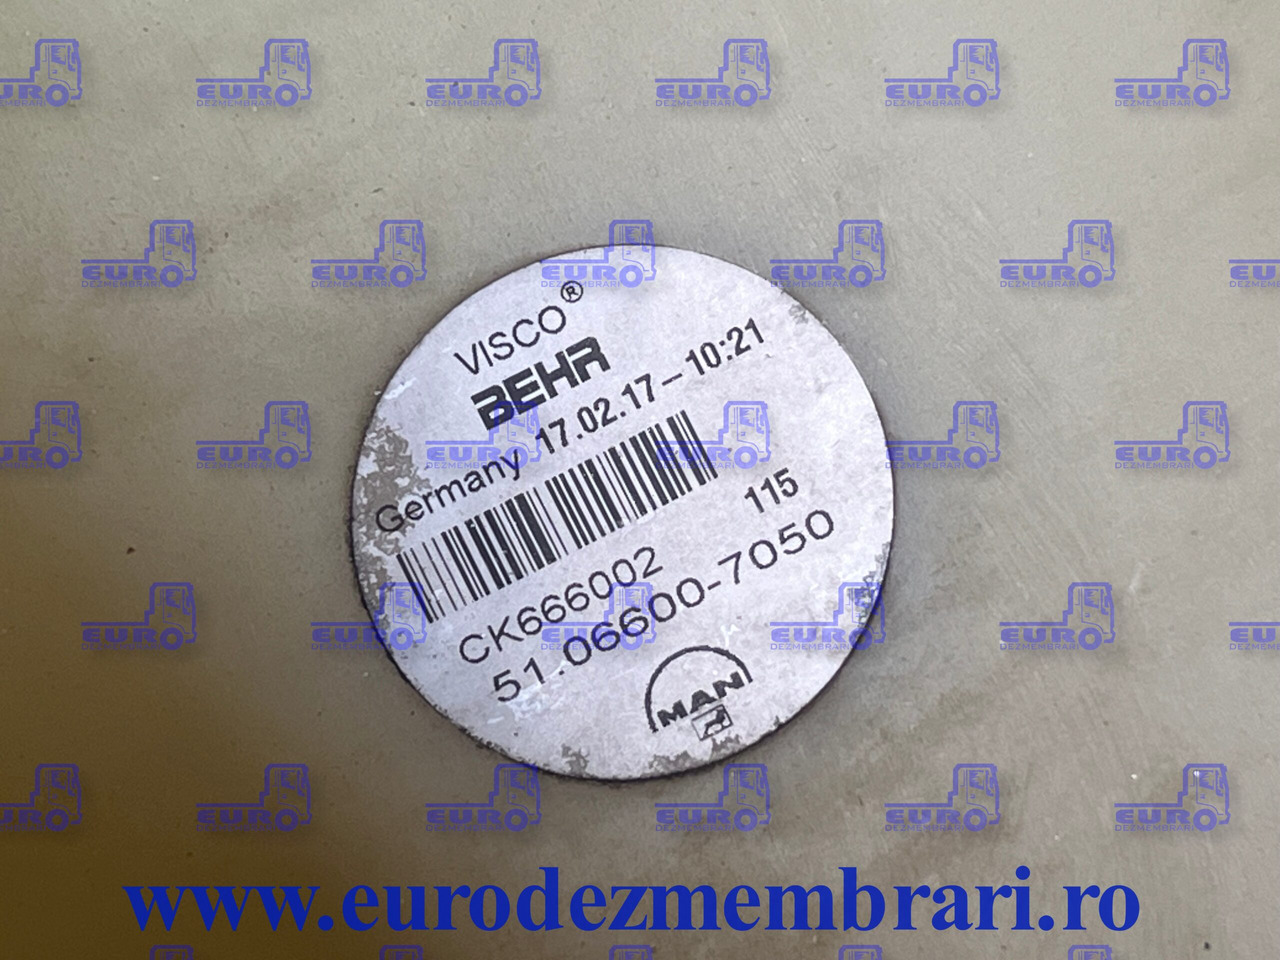 VISCO®
BEHR
Germany 17.02.17-10:21
115
CK666002
51.06600-7050
MAN
EURO
DEZMEMBRARI
www.eurodezmembrari.ro